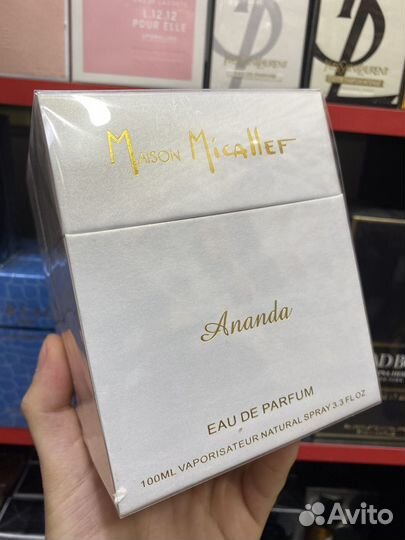 L.12.12
POUR ELLE
YVESSAINTLAURENT
MAISON MICALLEF
Ananda
EAU DE PARFUM
100ML VAPORISATEUR NATURAL SPRAY 3.3 FL OZ
Avito